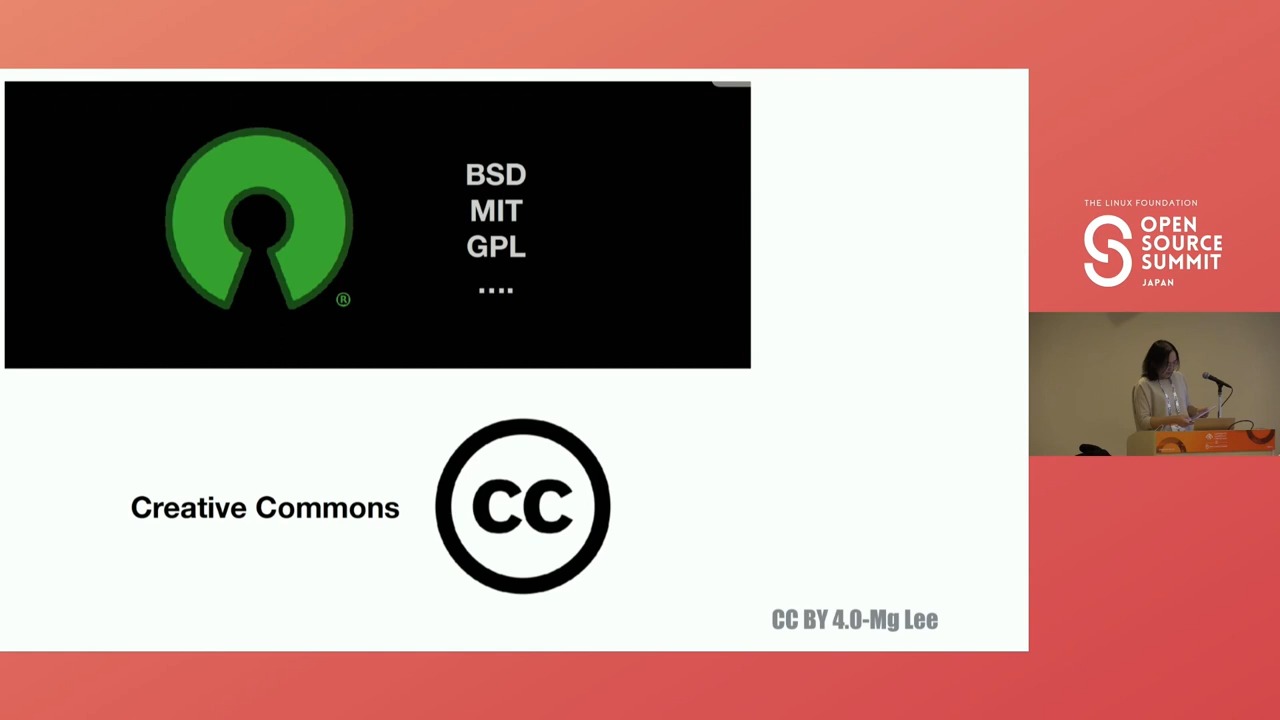 BSD
MIT
GPL
....
®
Creative Commons
CC
CC BY 4.0-Mg Lee
THE LINUX FOUNDATION
OPEN
SOURCE
SUMMIT
JAPAN